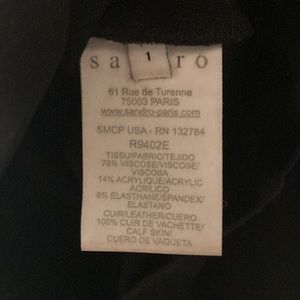 1
sandro
61 Rue de Turenne
75003 PARIS
www.sandro-paris.com
SMCP USA - RN 132784
R9402E
TISSU/FABRIC/TEJIDO
78% VISCOSE/VISCOSE/
VISCOSA
14% ACRYLIQUE/ACRYLIC
ACRILICO
8% ELASTHANE/SPANDEX/
ELASTANO
CUIR/LEATHER/CUERO
100% CUIR DE VACHETTE/
CALF SKIN/
CUERO DE VAQUETA